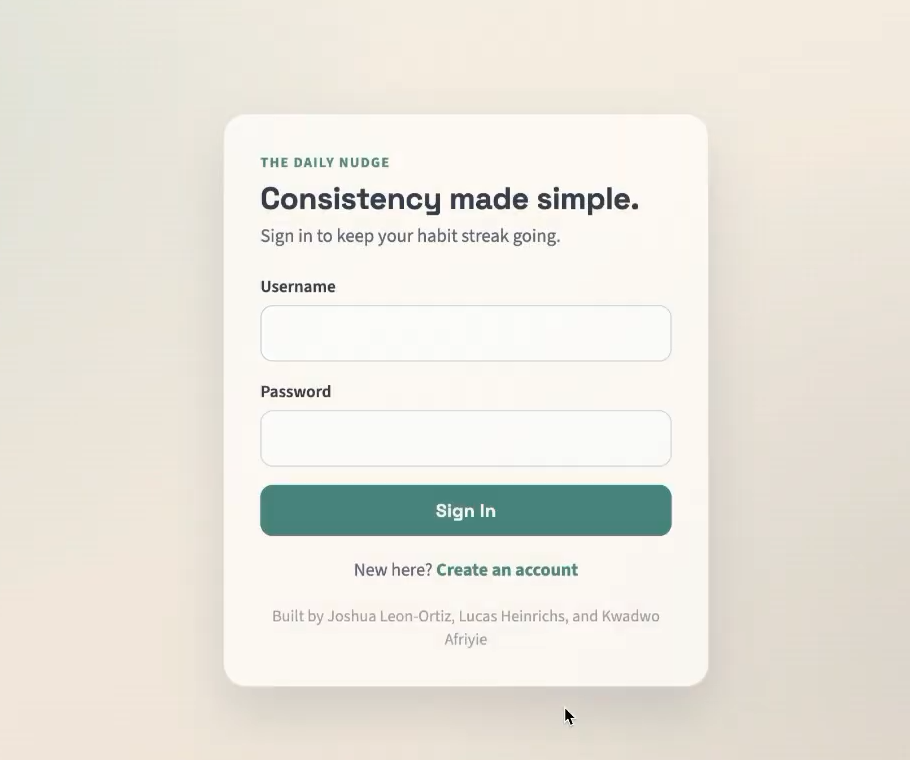 THE DAILY NUDGE
Consistency made simple.
Sign in to keep your habit streak going.
Username
Password
Sign In
New here? Create an account
Built by Joshua Leon-Ortiz, Lucas Heinrichs, and Kwadwo
Afriyie